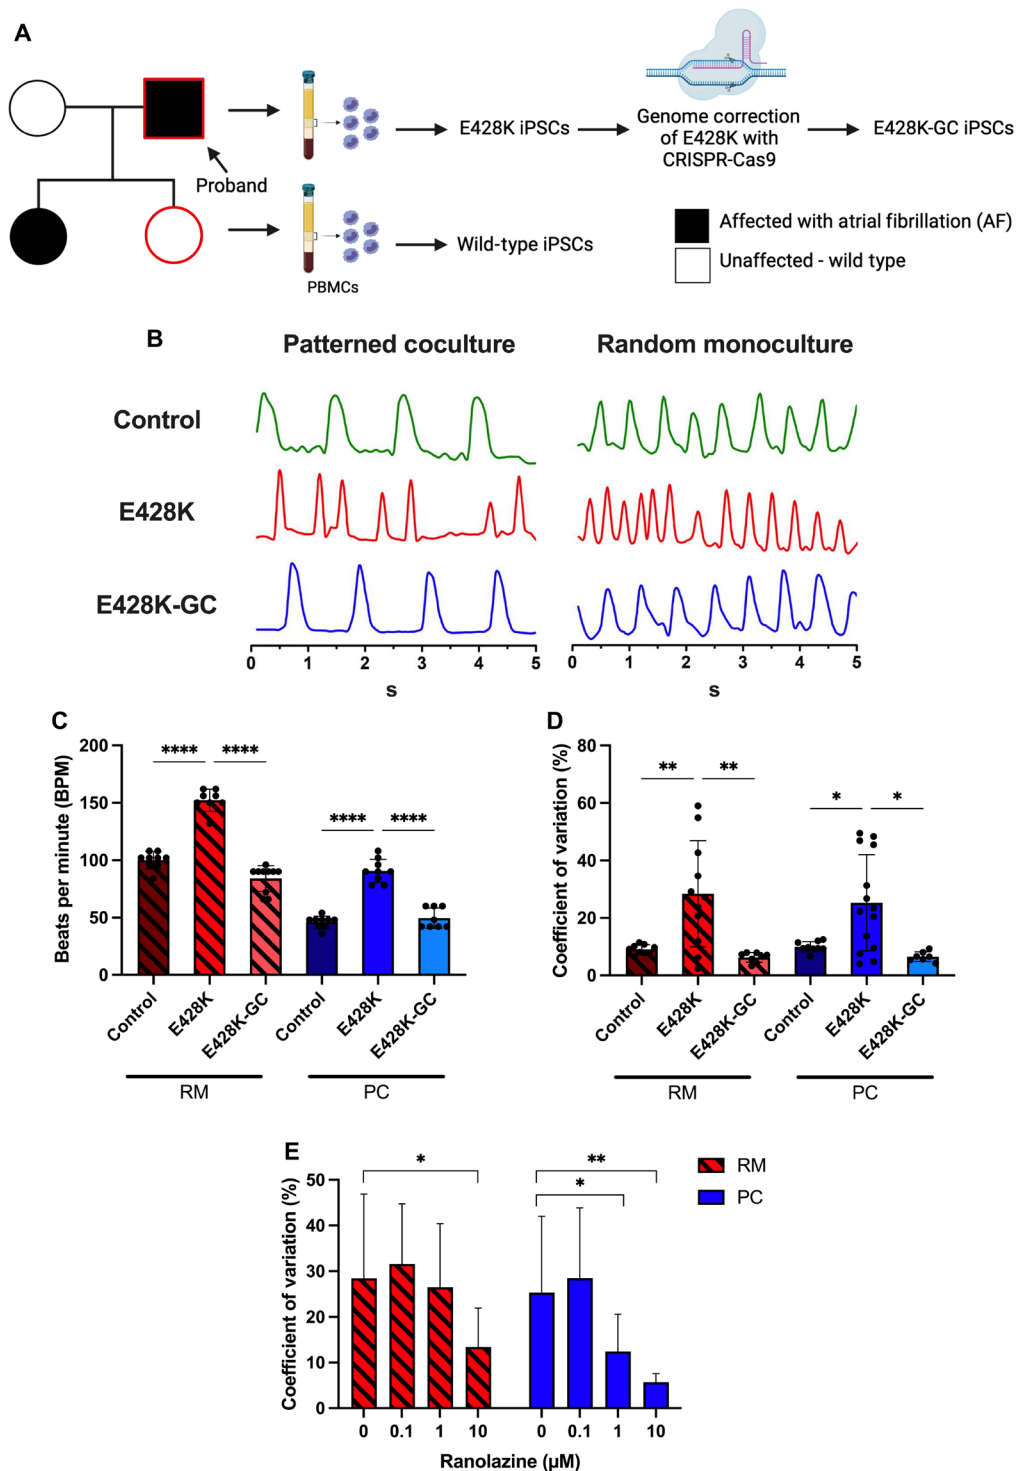 A
Proband
PBMCs
E428K iPSCs
Wild-type iPSCs
Genome correction
of E428K with
CRISPR-Cas9
E428K-GC iPSCs
Affected with atrial fibrillation (AF)
Unaffected - wild type
B
Patterned coculture
Random monoculture
Control
E428K
E428K-GC
0 1 2 3 4 5
s
0 1 2 3 4 5
s
C
Beats per minute (BPM)
200
150
100
50
0
**** ****
**** ****
Control E428K E428K-GC Control E428K E428K-GC
RM PC
D
Coefficient of variation (%)
80
60
40
20
0
** **
* *
Control E428K E428K-GC Control E428K E428K-GC
RM PC
E
Coefficient of variation (%)
50
40
30
20
10
0
*
**
*
RM
PC
0 0.1 1 10 0 0.1 1 10
Ranolazine (μM)